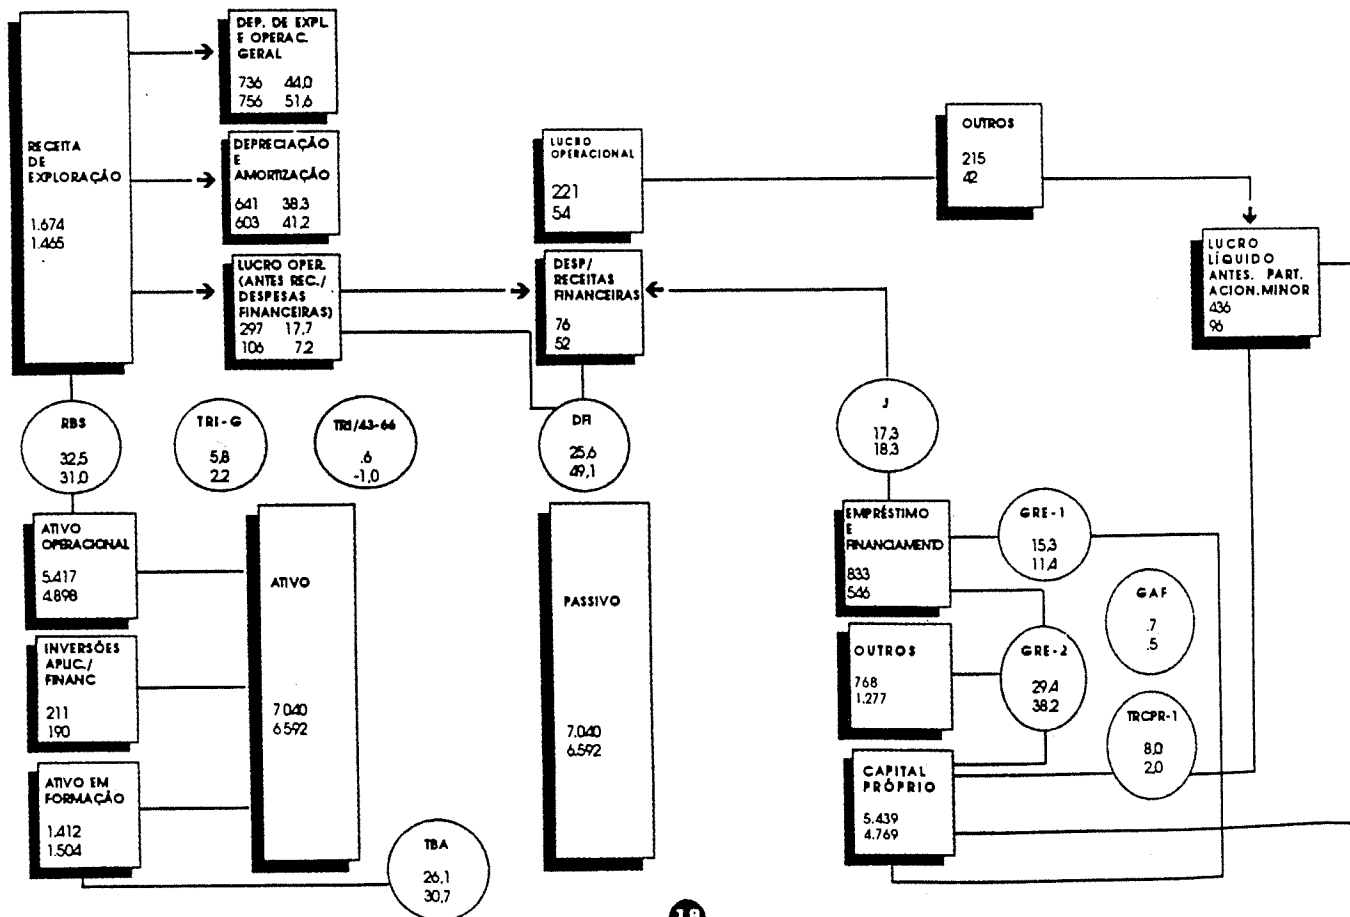 RECEITA
DE
EXPLORAÇÃO
1.674
1.465
DEP. DE EXPL.
E OPERAC.
GERAL
736 44,0
756 51,6
DEPRECIAÇÃO
E
AMORTIZAÇÃO
641 38,3
603 41,2
LUCRO OPER.
(ANTES REC./
DESPESAS
FINANCEIRAS)
297 17,7
106 7,2
LUCRO
OPERACIONAL
221
54
DESP/
RECEITAS
FINANCEIRAS
76
52
OUTROS
215
42
LUCRO
LÍQUIDO
ANTES. PART.
ACION.MINOR
436
96
RBS
32,5
31,0
TRI-G
5,8
2,2
TRI/43-66
.6
-1,0
DFI
25,6
49,1
J
17,3
18,3
ATIVO
OPERACIONAL
5.417
4.898
INVERSÕES
APLIC./
FINANC
211
190
ATIVO EM
FORMAÇÃO
1.412
1.504
ATIVO
7.040
6.592
TBA
26,1
30,7
PASSIVO
7.040
6.592
EMPRÉSTIMO
E
FINANCIAMENTO
833
546
OUTROS
768
1.277
CAPITAL
PRÓPRIO
5.439
4.769
GRE-1
15,3
11,4
GRE-2
29,4
38,2
GAF
.7
.5
TRCPR-1
8,0
2,0